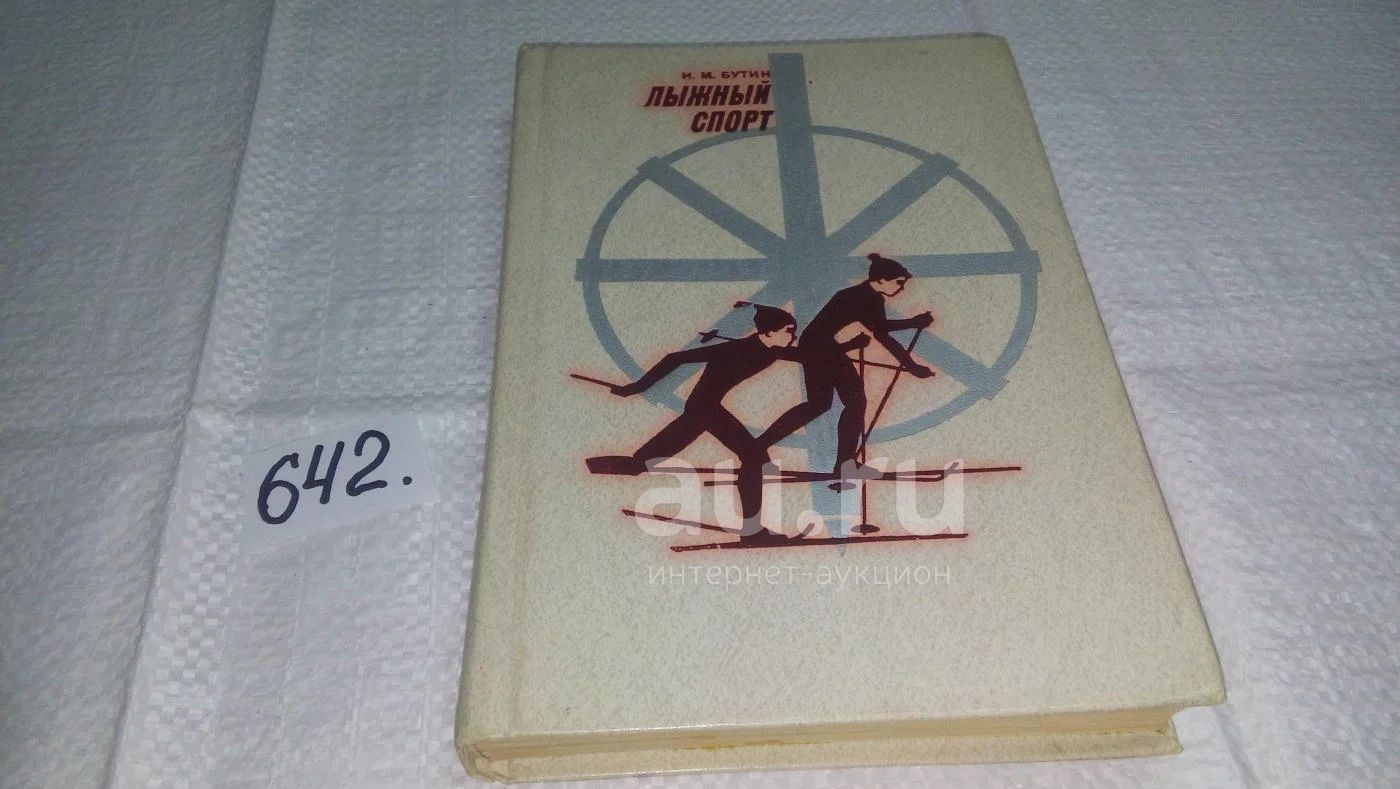 И. М. БУТИН
ЛЫЖНЫЙ
СПОРТ
642.
au.ru
интернет-аукцион